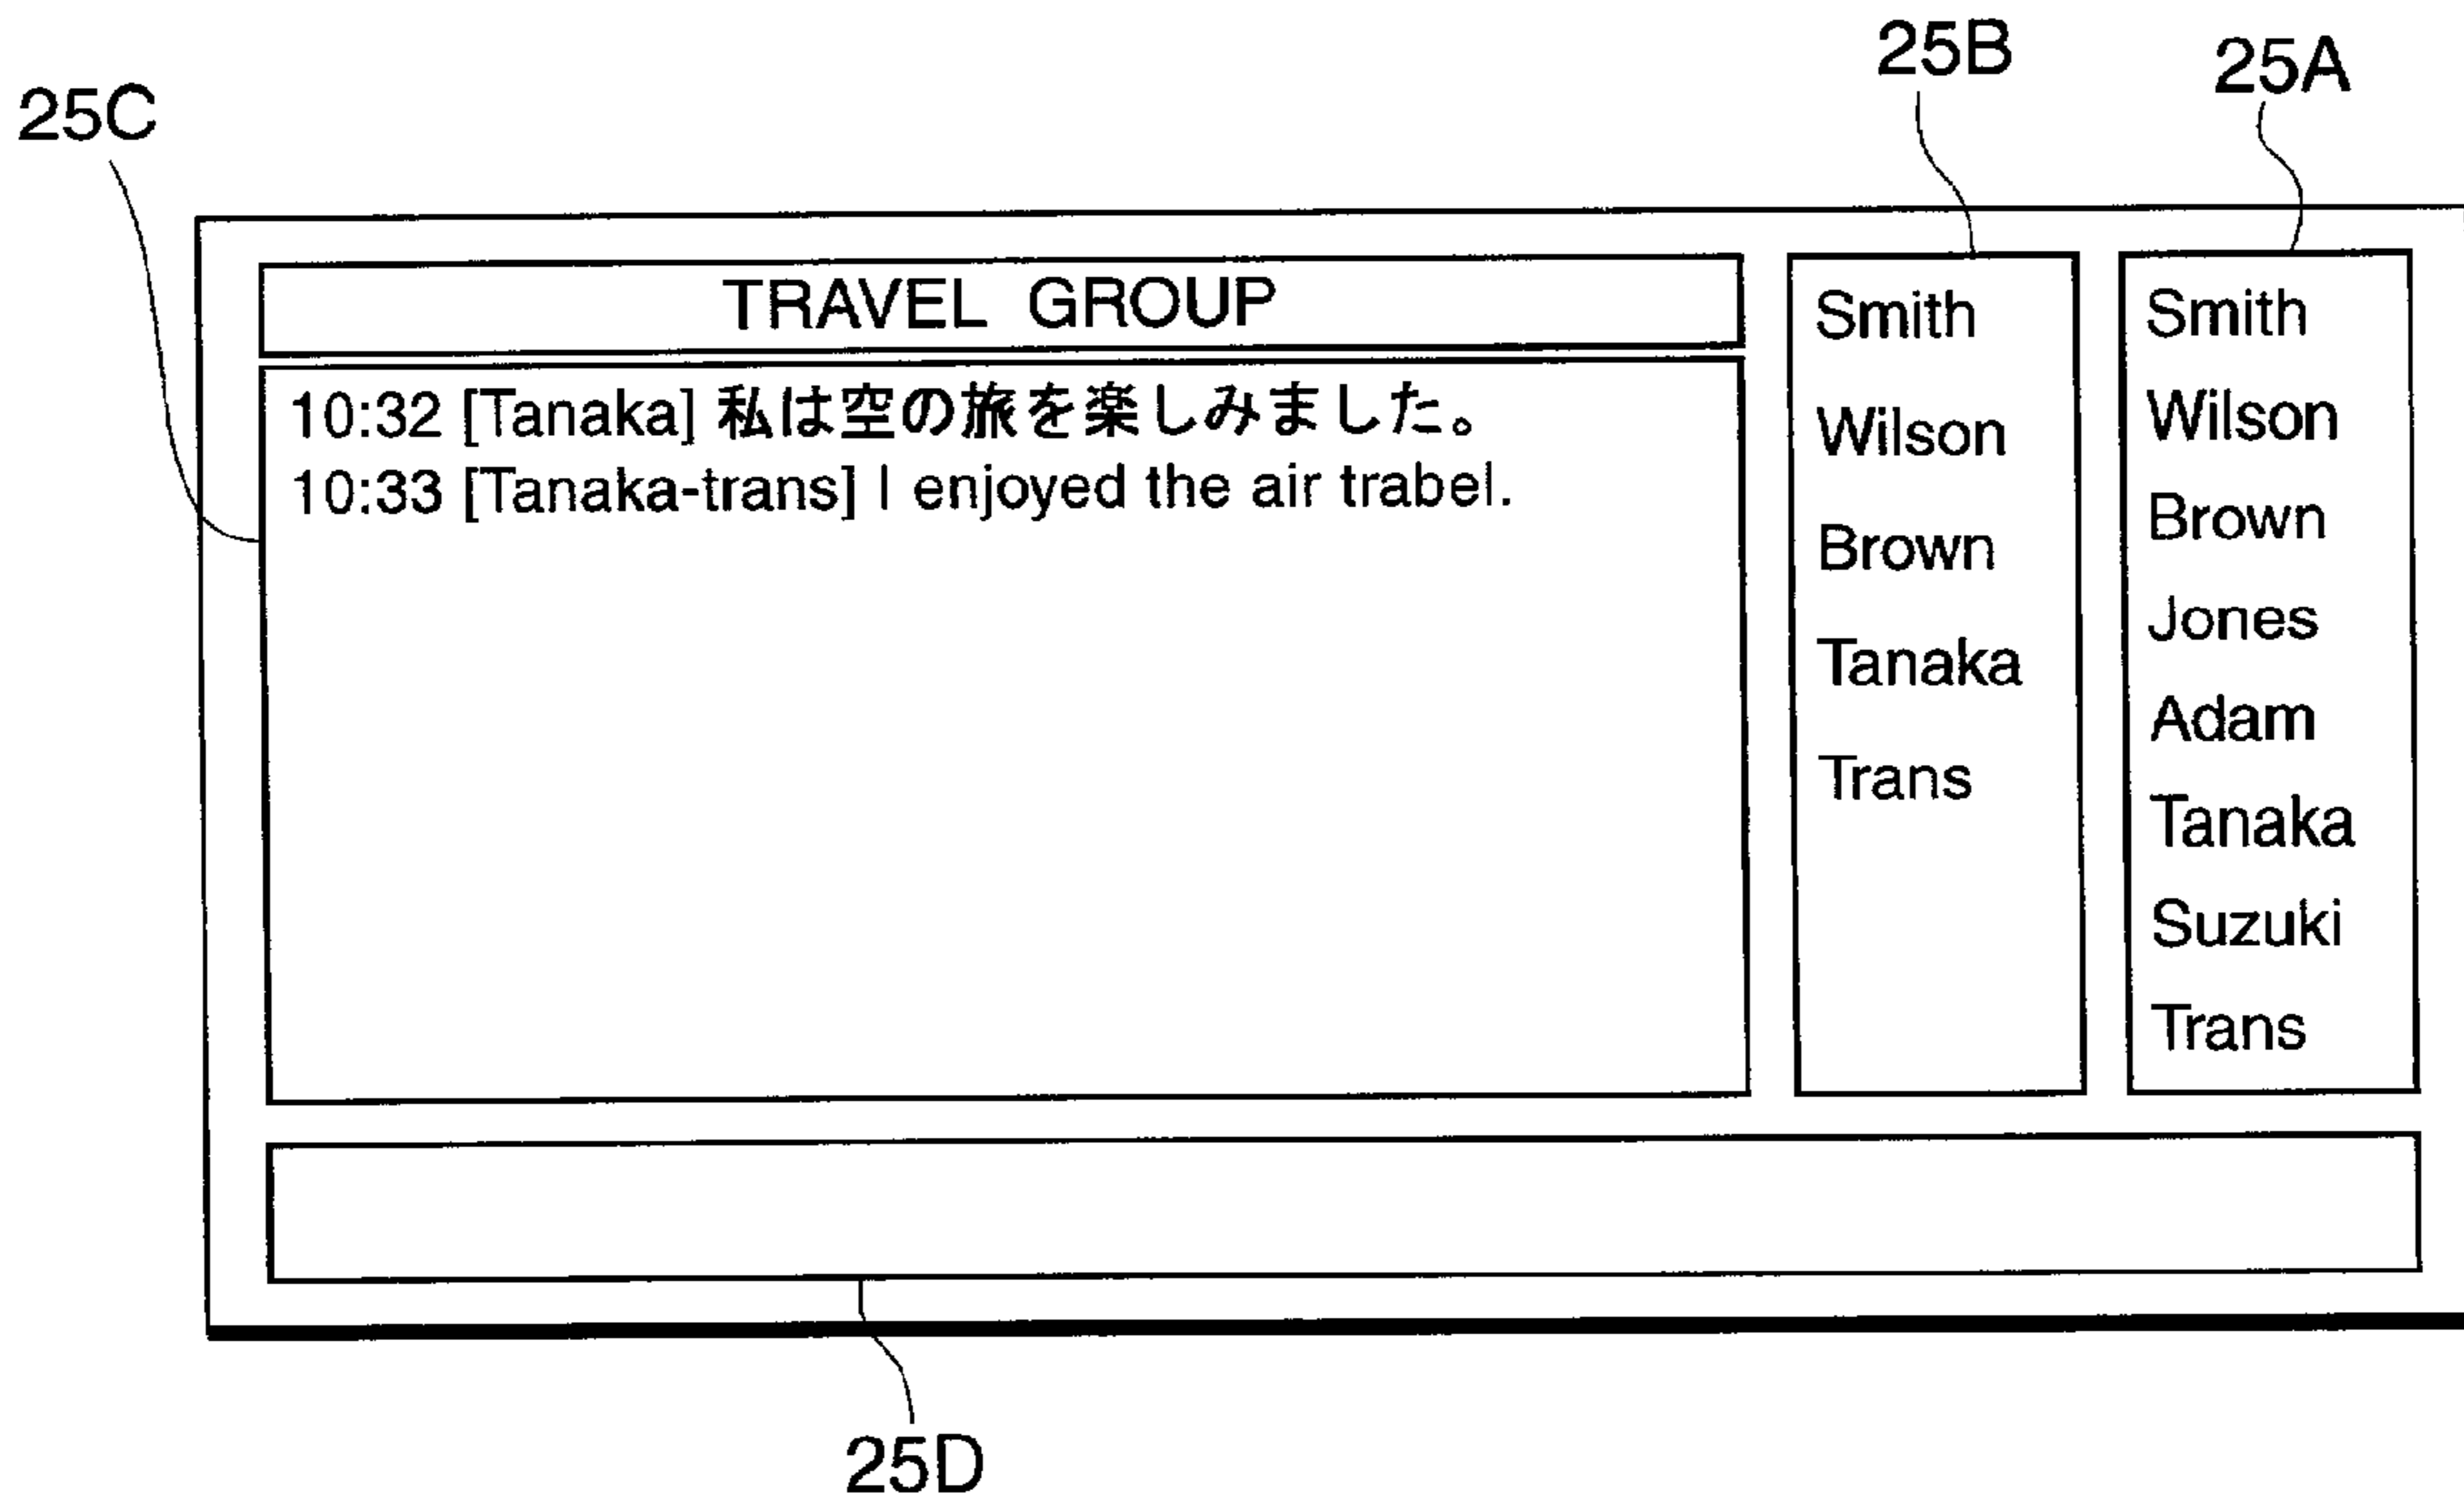 25B
25A
25C
TRAVEL GROUP
10:32 [Tanaka] 私は空の旅を楽しみました。
10:33 [Tanaka-trans] I enjoyed the air trabel.
Smith
Wilson
Brown
Tanaka
Trans
Smith
Wilson
Brown
Jones
Adam
Tanaka
Suzuki
Trans
25D